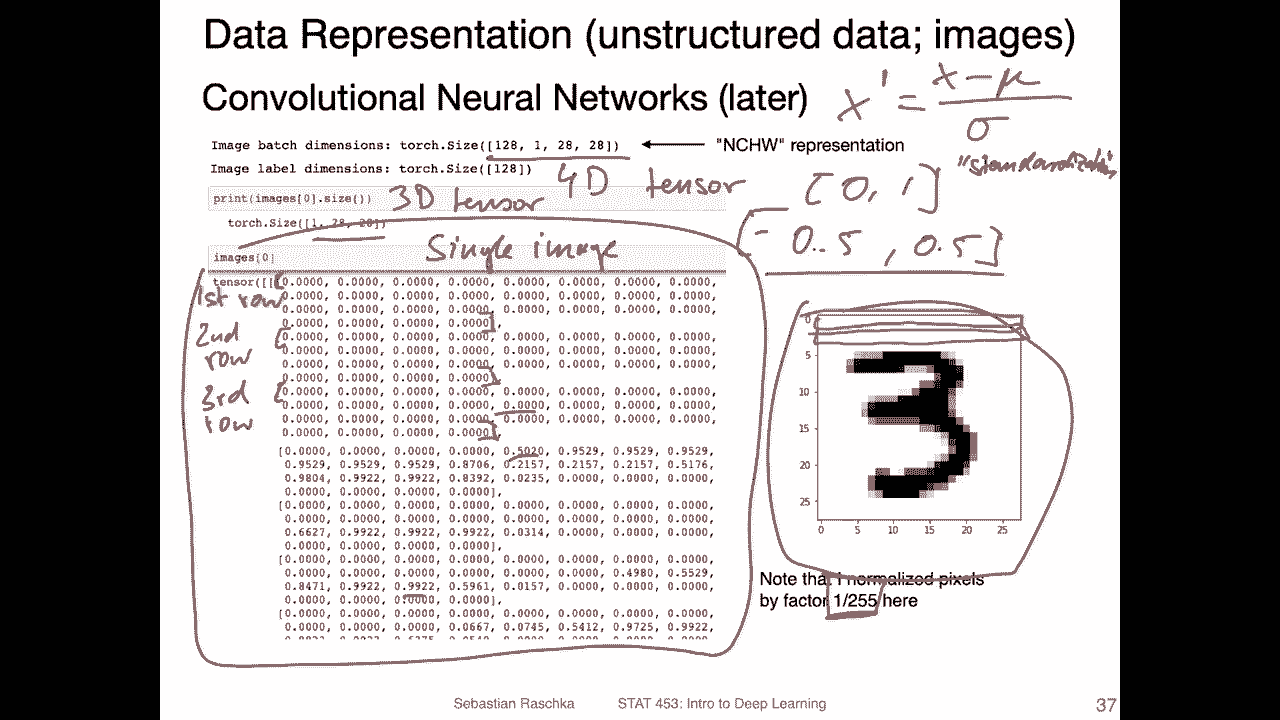 Data Representation (unstructured data; images)
Convolutional Neural Networks (later)
x' = x - μ / σ
"standardization"
Image batch dimensions: torch.Size([128, 1, 28, 28])
"NCHW" representation
Image label dimensions: torch.Size([128])
4D tensor
[0, 1]
print(images[0].size())
3D tensor
torch.Size([1, 28, 28])
[-0.5, 0.5]
images[0]
Single image
tensor([[[0.0000, 0.0000, 0.0000, 0.0000, 0.0000, 0.0000, 0.0000, 0.0000,
1st row
0.0000, 0.0000, 0.0000, 0.0000, 0.0000, 0.0000, 0.0000, 0.0000,
0.0000, 0.0000, 0.0000, 0.0000, 0.0000, 0.0000, 0.0000, 0.0000,
0.0000, 0.0000, 0.0000, 0.0000],
2nd row
[0.0000, 0.0000, 0.0000, 0.0000, 0.0000, 0.0000, 0.0000, 0.0000,
0.0000, 0.0000, 0.0000, 0.0000, 0.0000, 0.0000, 0.0000, 0.0000,
0.0000, 0.0000, 0.0000, 0.0000, 0.0000, 0.0000, 0.0000, 0.0000,
0.0000, 0.0000, 0.0000, 0.0000],
3rd row
[0.0000, 0.0000, 0.0000, 0.0000, 0.0000, 0.0000, 0.0000, 0.0000,
0.0000, 0.0000, 0.0000, 0.0000, 0.0000, 0.0000, 0.0000, 0.0000,
0.0000, 0.0000, 0.0000, 0.0000, 0.0000, 0.0000, 0.0000, 0.0000,
0.0000, 0.0000, 0.0000, 0.0000],
[0.0000, 0.0000, 0.0000, 0.0000, 0.5020, 0.9529, 0.9529, 0.9529,
0.9529, 0.9529, 0.9529, 0.8706, 0.2157, 0.2157, 0.2157, 0.5176,
0.9804, 0.9922, 0.9922, 0.8392, 0.0235, 0.0000, 0.0000, 0.0000,
0.0000, 0.0000, 0.0000, 0.0000],
[0.0000, 0.0000, 0.0000, 0.0000, 0.0000, 0.0000, 0.0000, 0.0000,
0.0000, 0.0000, 0.0000, 0.0000, 0.0000, 0.0000, 0.0000, 0.0000,
0.6627, 0.9922, 0.9922, 0.9922, 0.0314, 0.0000, 0.0000, 0.0000,
0.0000, 0.0000, 0.0000, 0.0000],
[0.0000, 0.0000, 0.0000, 0.0000, 0.0000, 0.0000, 0.0000, 0.0000,
0.0000, 0.0000, 0.0000, 0.0000, 0.0000, 0.0000, 0.4980, 0.5529,
0.8471, 0.9922, 0.9922, 0.5961, 0.0157, 0.0000, 0.0000, 0.0000,
0.0000, 0.0000, 0.0000, 0.0000],
[0.0000, 0.0000, 0.0000, 0.0000, 0.0000, 0.0000, 0.0000, 0.0000,
0.0000, 0.0000, 0.0000, 0.0667, 0.0745, 0.5412, 0.9725, 0.9922,
0
5
10
15
20
25
0 5 10 15 20 25
3
Note that I normalized pixels
by factor 1/255 here
Sebastian Raschka STAT 453: Intro to Deep Learning 37